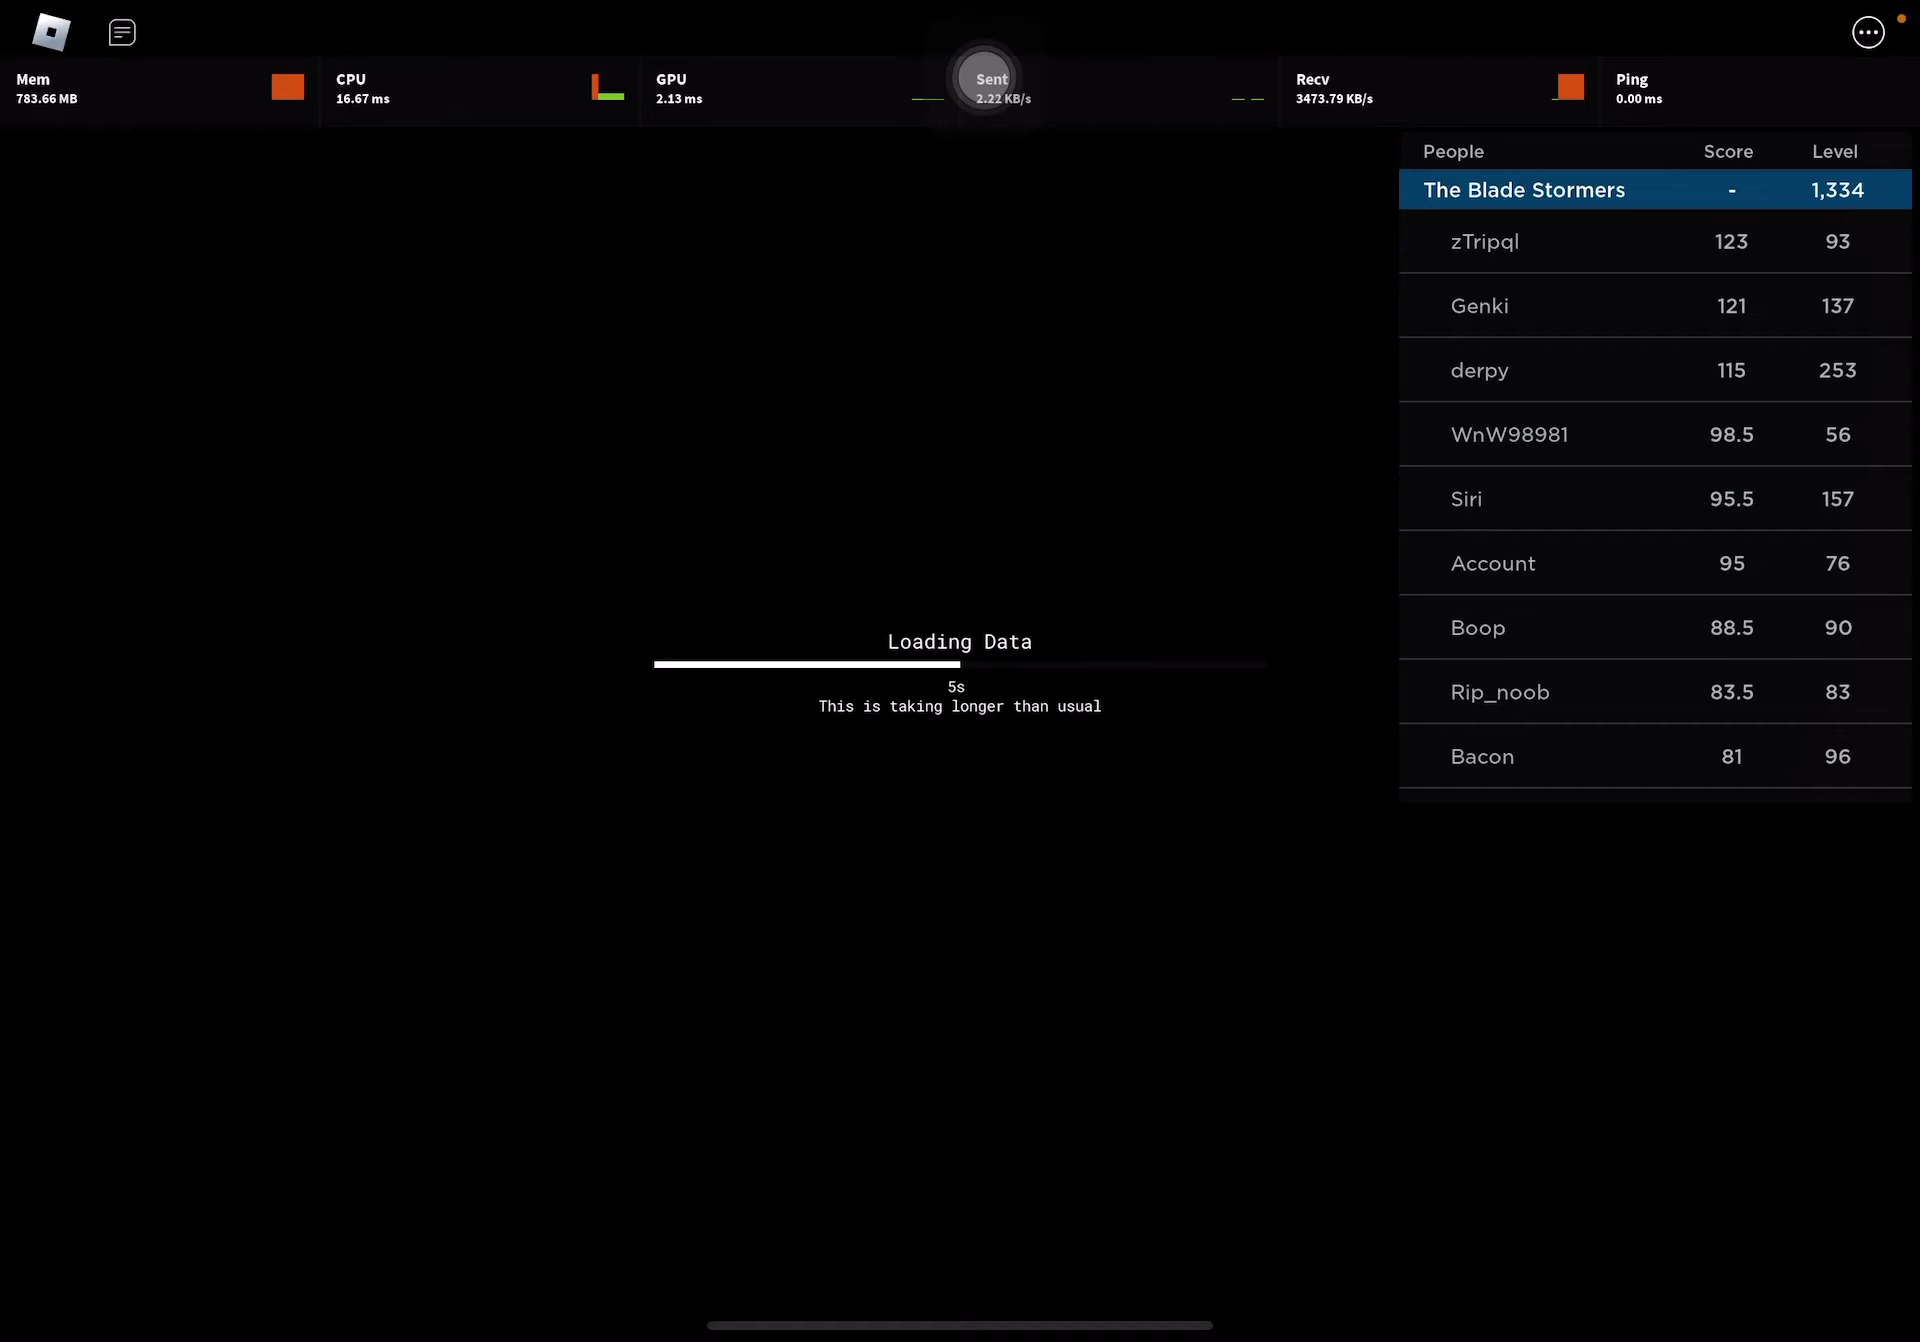 Mem CPU GPU Sent Recv Ping
783.66 MB 16.67 ms 2.13 ms 2.22 KB/s 3473.79 KB/s 0.00 ms
People Score Level
The Blade Stormers - 1,334
zTripql 123 93
Genki 121 137
derpy 115 253
WnW98981 98.5 56
Siri 95.5 157
Account 95 76
Boop 88.5 90
Rip_noob 83.5 83
Bacon 81 96
Loading Data
5s
This is taking longer than usual